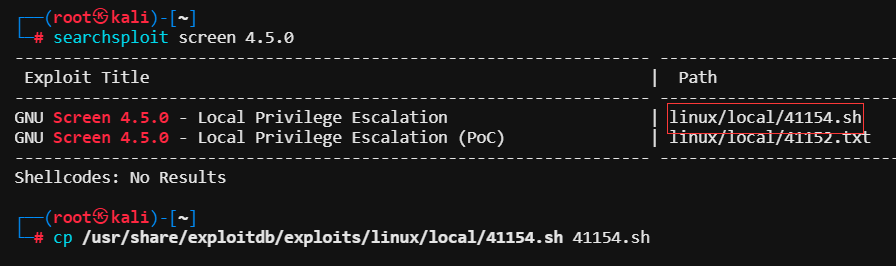 ┌──(root㉿kali)-[~]
└─# searchsploit screen 4.5.0
---------------------------------------------------------------- ------------------------
 Exploit Title | Path
---------------------------------------------------------------- ------------------------
GNU Screen 4.5.0 - Local Privilege Escalation | linux/local/41154.sh
GNU Screen 4.5.0 - Local Privilege Escalation (PoC) | linux/local/41152.txt
---------------------------------------------------------------- ------------------------
Shellcodes: No Results
┌──(root㉿kali)-[~]
└─# cp /usr/share/exploitdb/exploits/linux/local/41154.sh 41154.sh